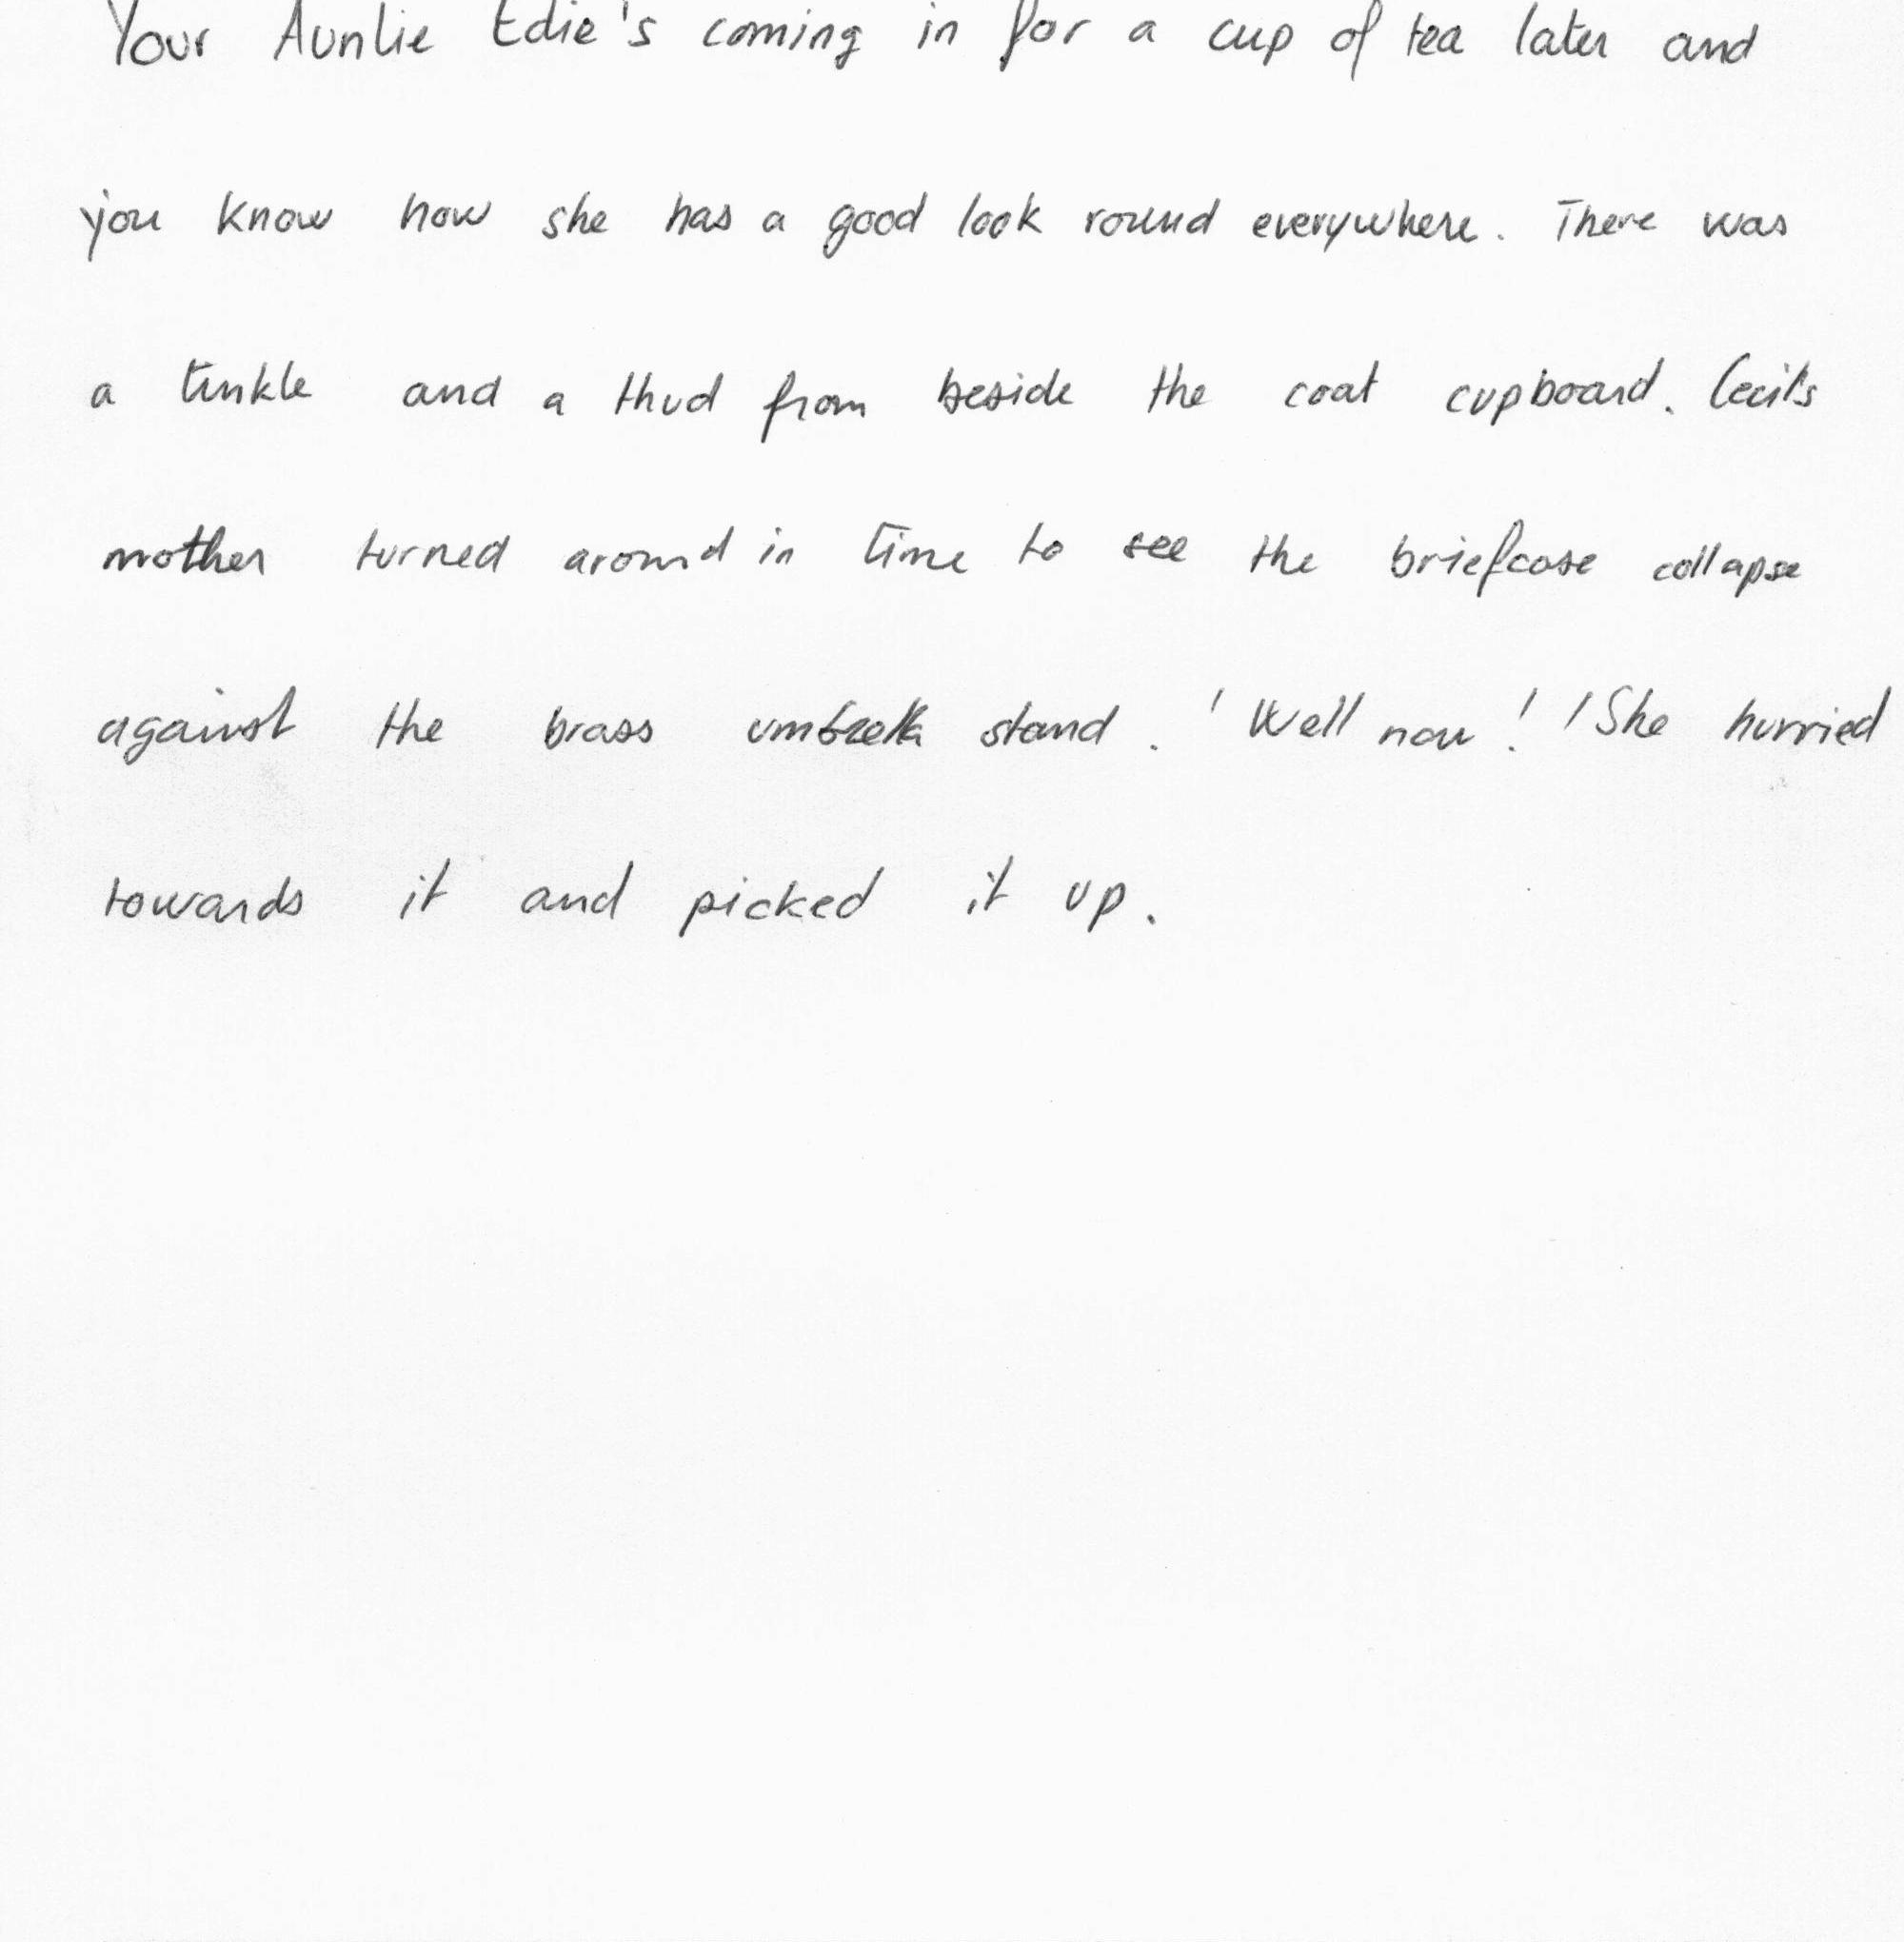 Your Auntie Edie's coming in for a cup of tea later and
you know how she has a good look round everywhere. There was
a tinkle and a thud from beside the coat cupboard. Cecil's
mother turned around in time to see the briefcase collapse
against the brass umbrella stand. 'Well now!' She hurried
towards it and picked it up.